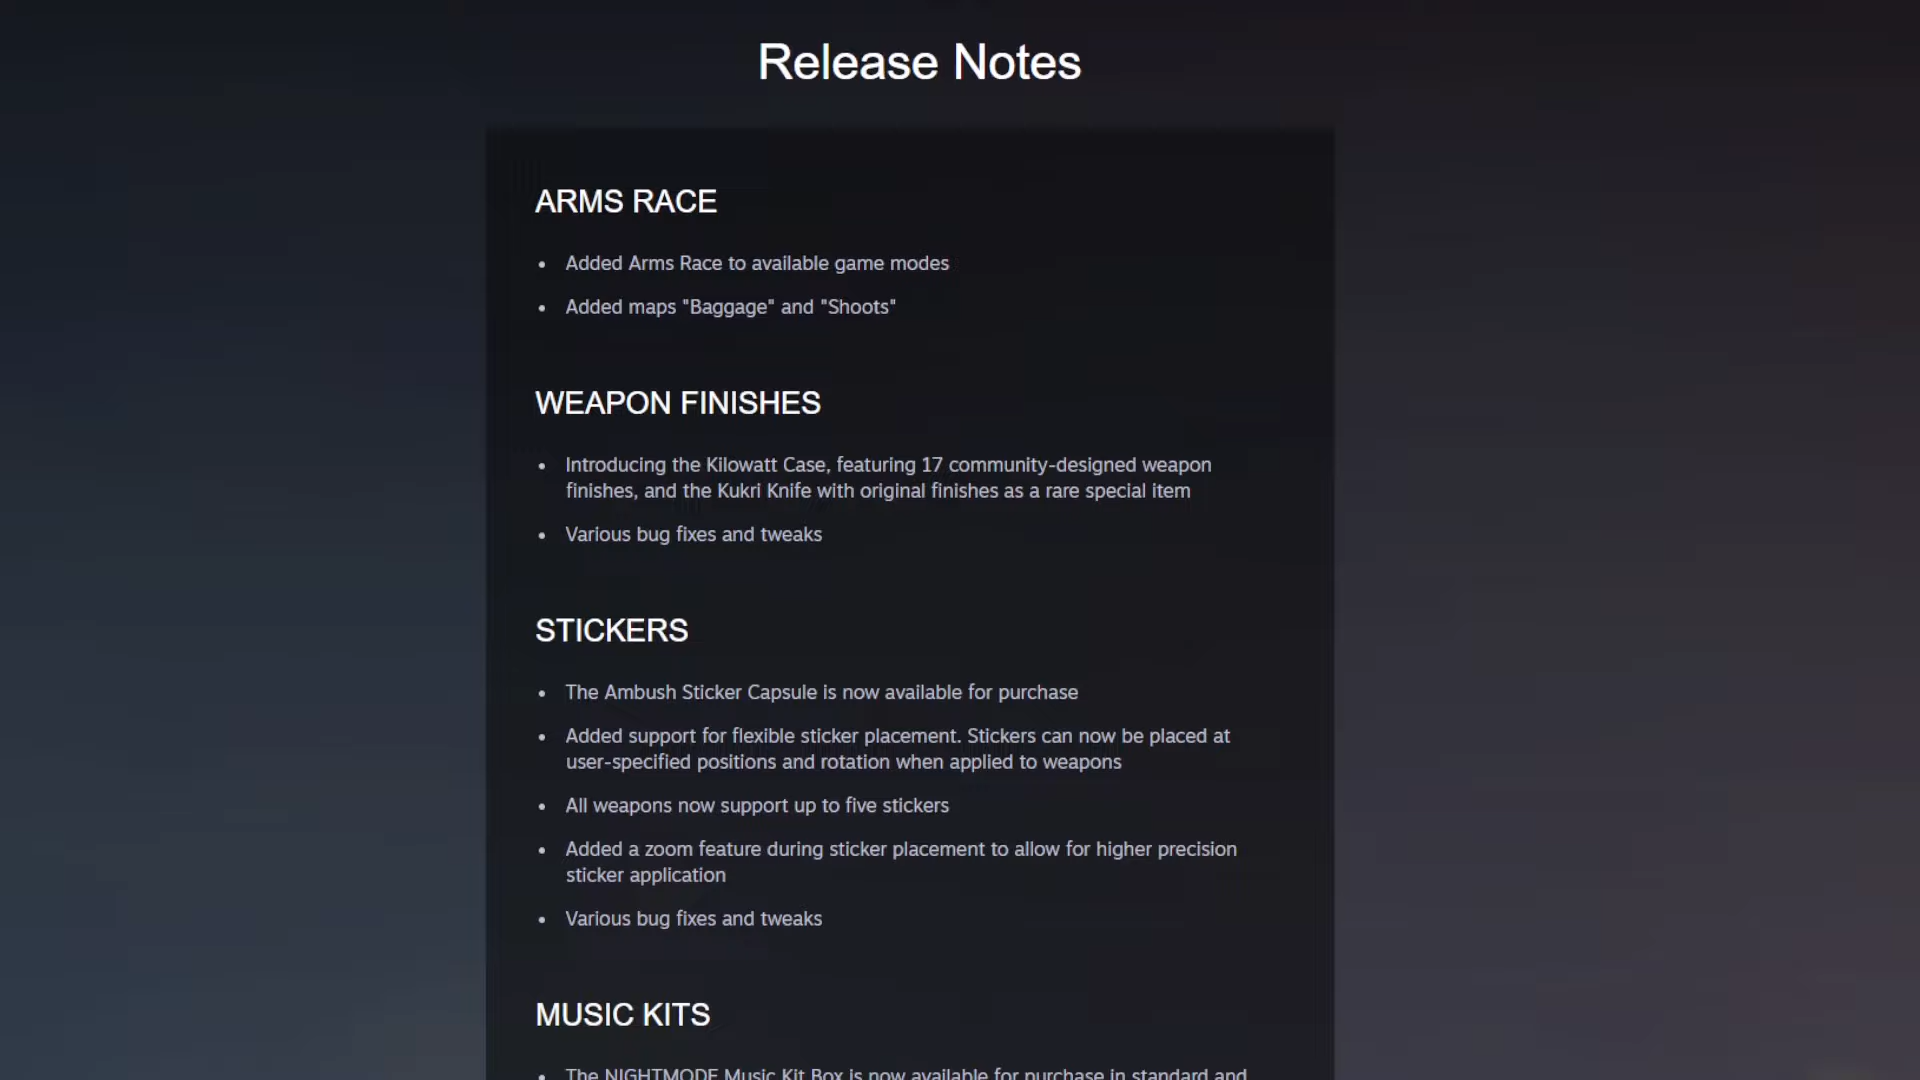 Release Notes
ARMS RACE
• Added Arms Race to available game modes
• Added maps "Baggage" and "Shoots"
WEAPON FINISHES
• Introducing the Kilowatt Case, featuring 17 community-designed weapon
finishes, and the Kukri Knife with original finishes as a rare special item
• Various bug fixes and tweaks
STICKERS
• The Ambush Sticker Capsule is now available for purchase
• Added support for flexible sticker placement. Stickers can now be placed at
user-specified positions and rotation when applied to weapons
• All weapons now support up to five stickers
• Added a zoom feature during sticker placement to allow for higher precision
sticker application
• Various bug fixes and tweaks
MUSIC KITS
• The NIGHTMODE Music Kit Box is now available for purchase in standard and